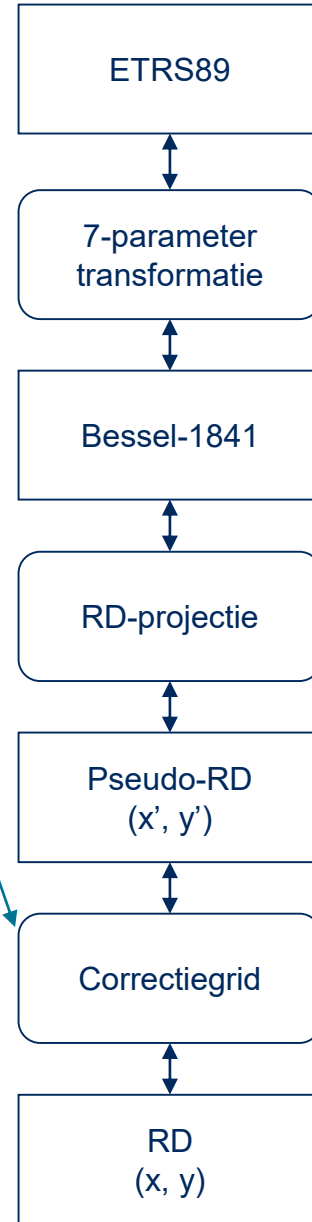 ETRS89
7-parameter
transformatie
Bessel-1841
RD-projectie
Pseudo-RD
(x’, y’)
Correctiegrid
RD
(x, y)